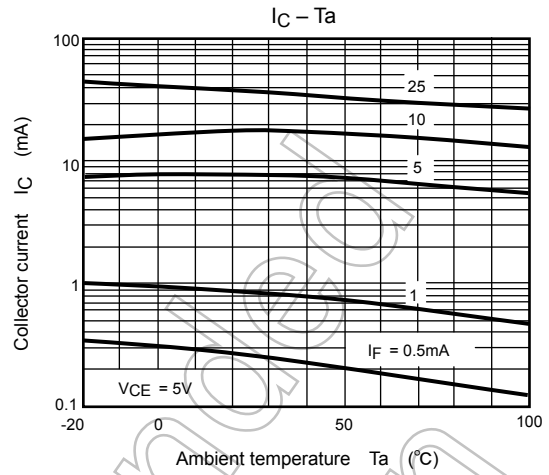 IC – Ta
100
25
10
10
5
Collector current IC (mA)
1
1
IF = 0.5mA
VCE = 5V
0.1
-20
0
50
100
Ambient temperature Ta (°C)